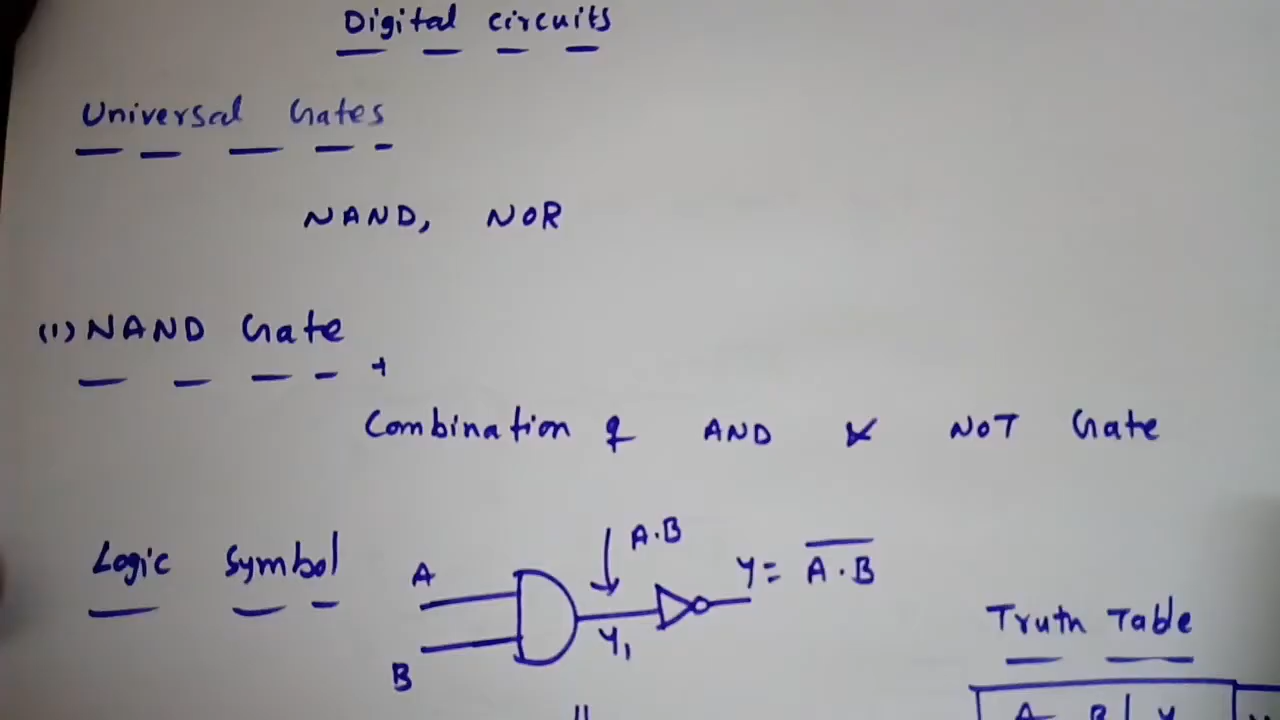 Digital circuits
Universal Gates
NAND, NOR
(1) NAND Gate
Combination of AND & NOT Gate
Logic Symbol
A
A.B
Y = \overline{A . B}
B
Y₁
Truth Table
A B Y